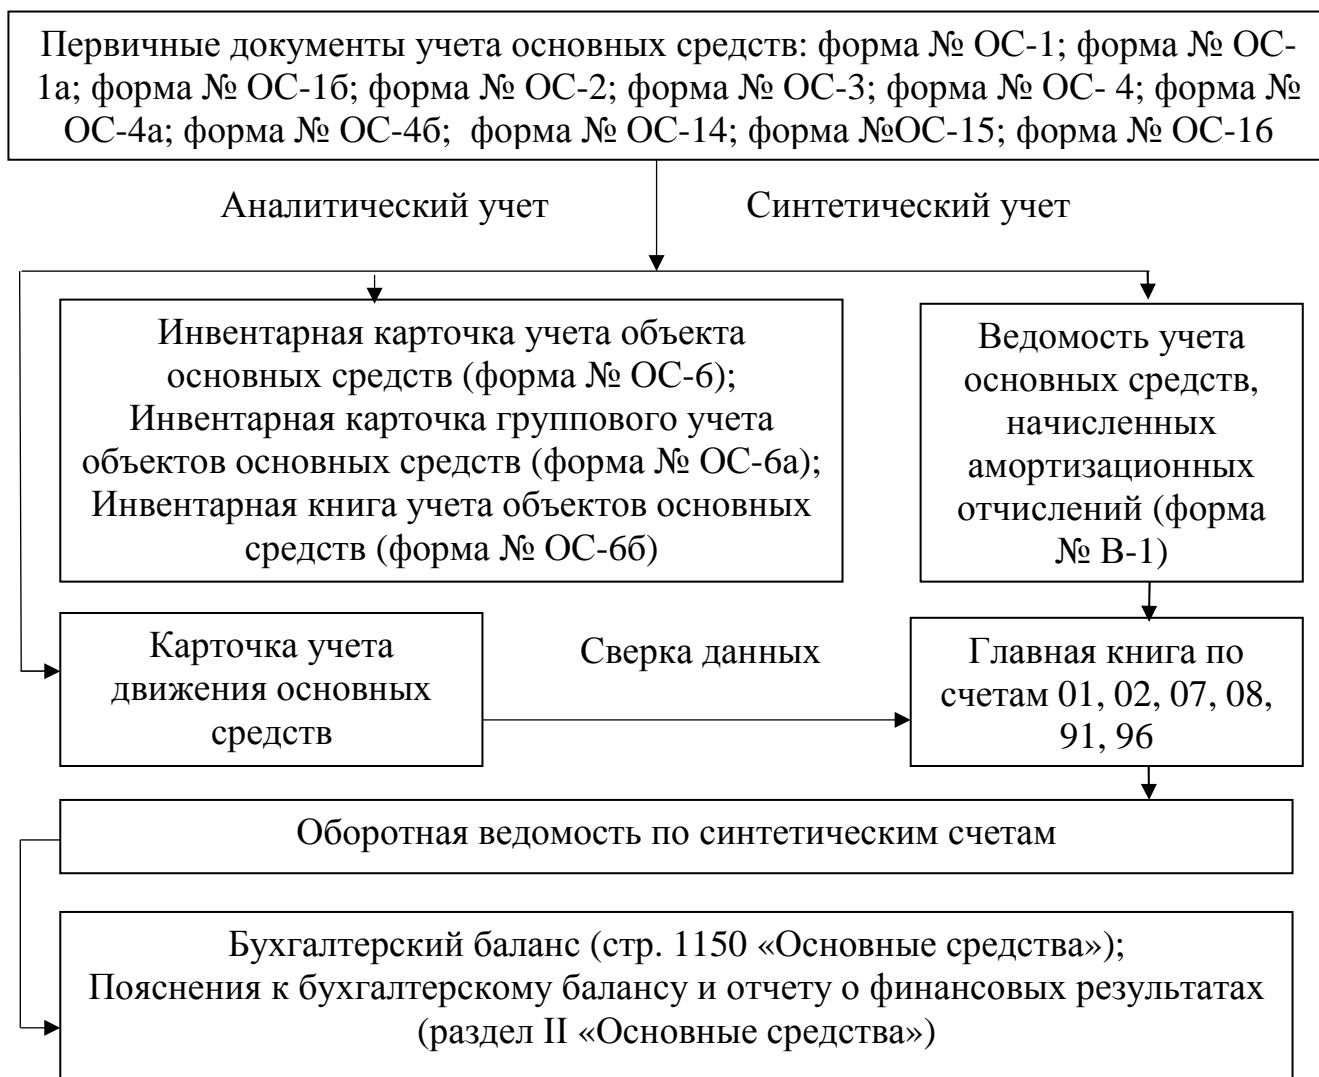 Первичные документы учета основных средств: форма № ОС-1; форма № ОС-
1а; форма № ОС-1б; форма № ОС-2; форма № ОС-3; форма № ОС- 4; форма №
ОС-4а; форма № ОС-4б; форма № ОС-14; форма №ОС-15; форма № ОС-16
Аналитический учет
Синтетический учет
Инвентарная карточка учета объекта
основных средств (форма № ОС-6);
Инвентарная карточка группового учета
объектов основных средств (форма № ОС-6а);
Инвентарная книга учета объектов основных
средств (форма № ОС-6б)
Ведомость учета
основных средств,
начисленных
амортизационных
отчислений (форма
№ В-1)
Карточка учета
движения основных
средств
Сверка данных
Главная книга по
счетам 01, 02, 07, 08,
91, 96
Оборотная ведомость по синтетическим счетам
Бухгалтерский баланс (стр. 1150 «Основные средства»);
Пояснения к бухгалтерскому балансу и отчету о финансовых результатах
(раздел II «Основные средства»)